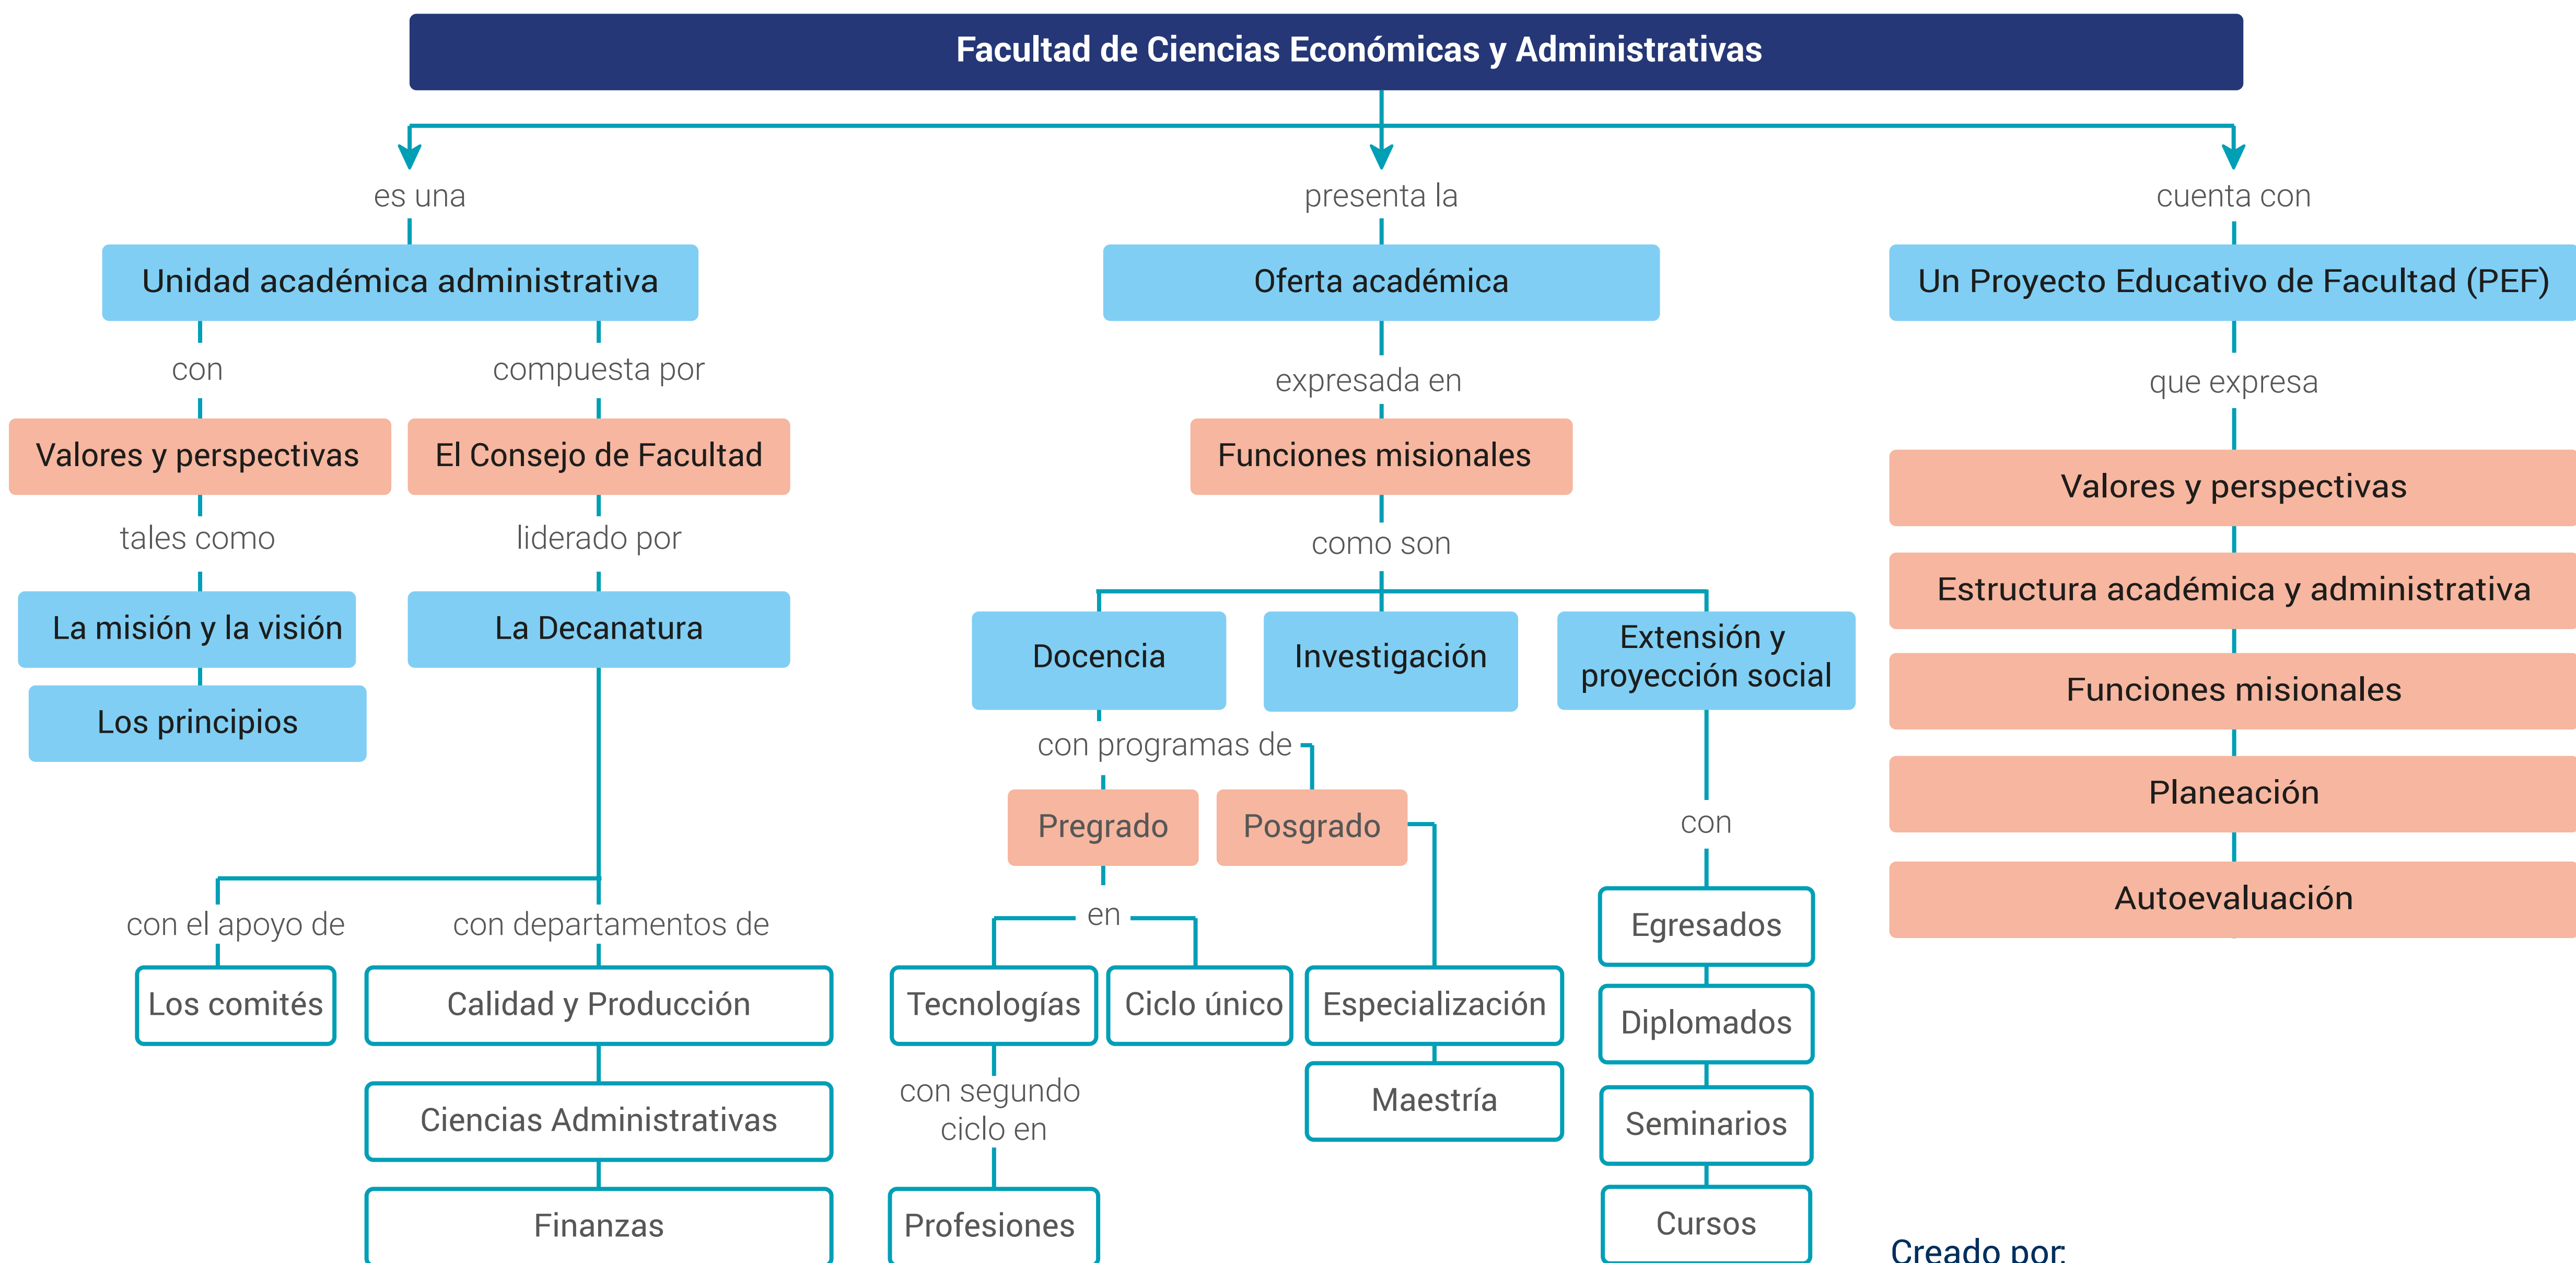 Facultad de Ciencias Económicas y Administrativas
es una
presenta la
cuenta con
Unidad académica administrativa
Oferta académica
Un Proyecto Educativo de Facultad (PEF)
con
compuesta por
expresada en
que expresa
Valores y perspectivas
El Consejo de Facultad
Funciones misionales
Valores y perspectivas
tales como
liderado por
como son
Estructura académica y administrativa
La misión y la visión
La Decanatura
Docencia
Investigación
Extensión y
proyección social
Funciones misionales
Los principios
con programas de
Planeación
Pregrado
Posgrado
con
Autoevaluación
con el apoyo de
con departamentos de
en
Egresados
Los comités
Calidad y Producción
Tecnologías
Ciclo único
Especialización
Diplomados
con segundo
ciclo en
Maestría
Ciencias Administrativas
Seminarios
Finanzas
Profesiones
Cursos
Creado por: